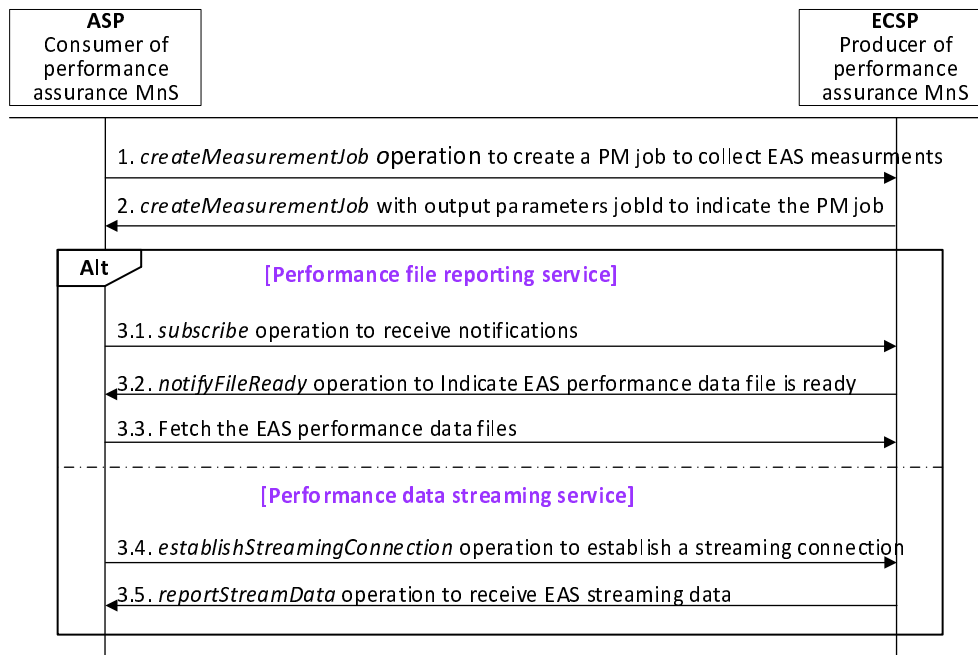 ASP
Consumer of
performance
assurance MnS
ECSP
Producer of
performance
assurance MnS
1. createMeasurementJob operation to create a PM job to collect EAS measurments
2. createMeasurementJob with output parameters jobId to indicate the PM job
Alt
[Performance file reporting service]
3.1. subscribe operation to receive notifications
3.2. notifyFileReady operation to Indicate EAS performance data file is ready
3.3. Fetch the EAS performance data files
[Performance data streaming service]
3.4. establishStreamingConnection operation to establish a streaming connection
3.5. reportStreamData operation to receive EAS streaming data